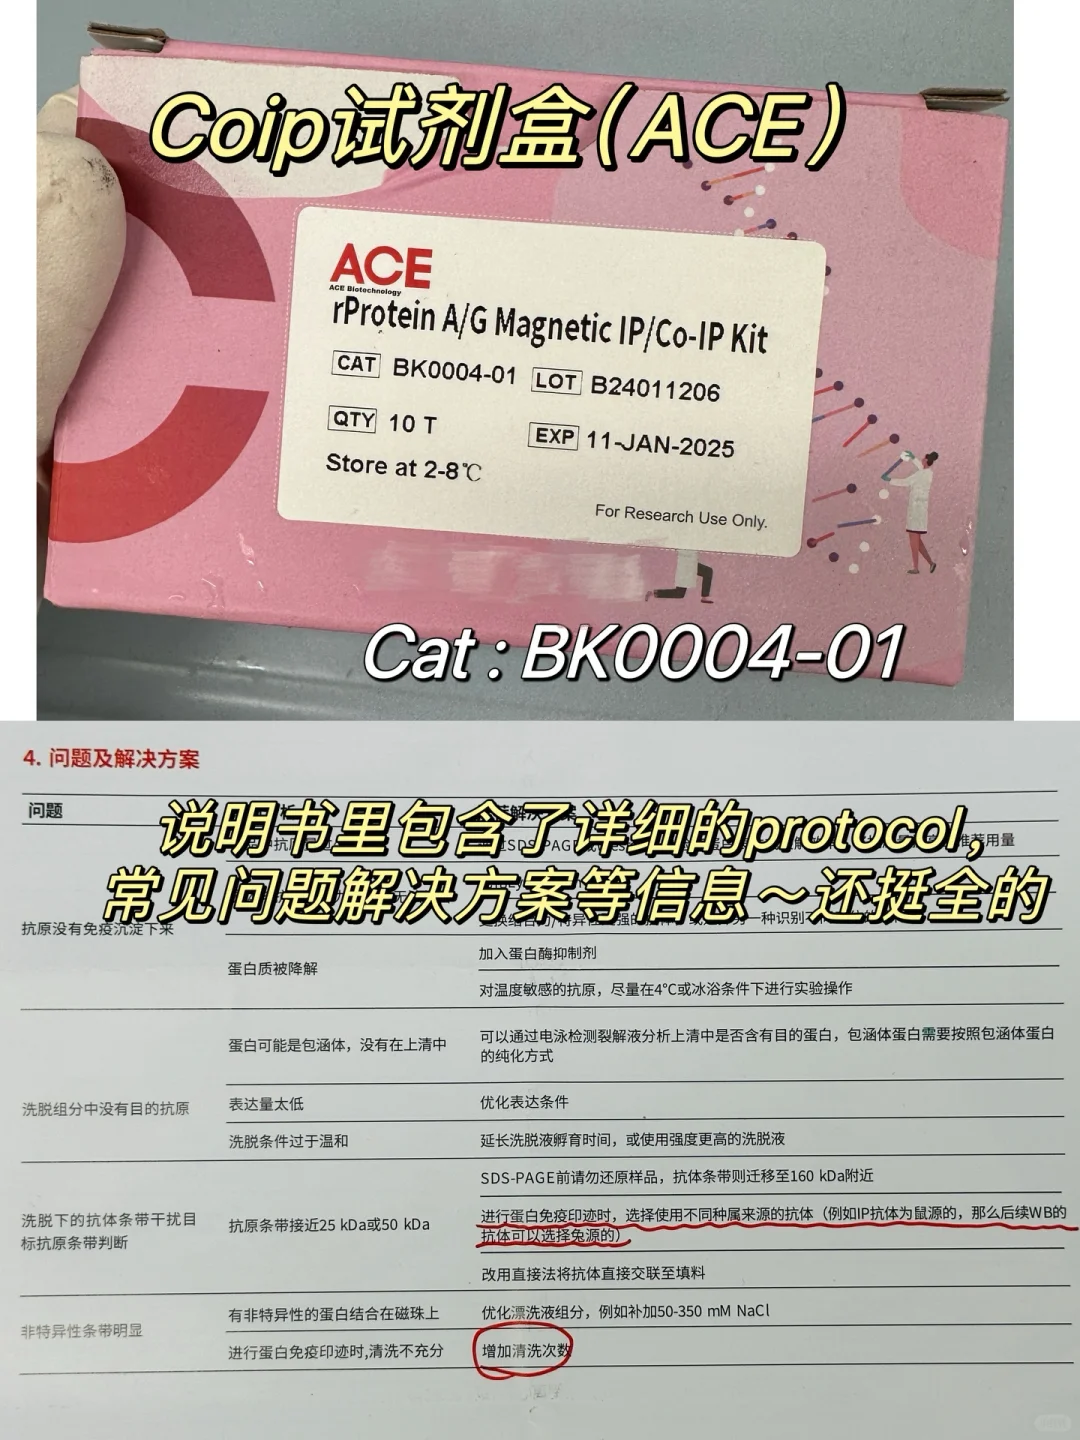 Coip试剂盒(ACE)
ACE
ACE Biotechnology
rProtein A/G Magnetic IP/Co-IP Kit
CAT BK0004-01 LOT B24011206
QTY 10 T EXP 11-JAN-2025
Store at 2-8℃
For Research Use Only.
Cat : BK0004-01
4. 问题及解决方案
问题
说明书里包含了详细的protocol,
常见问题解决方案等信息～还挺全的
推荐用量
抗原没有免疫沉淀下来
蛋白质被降解
加入蛋白酶抑制剂
对温度敏感的抗原，尽量在4℃或冰浴条件下进行实验操作
洗脱组分中没有目的抗原
蛋白可能是包涵体，没有在上清中
可以通过电泳检测裂解液分析上清中是否含有目的蛋白，包涵体蛋白需要按照包涵体蛋白
的纯化方式
表达量太低
优化表达条件
洗脱条件过于温和
延长洗脱液孵育时间，或使用强度更高的洗脱液
洗脱下的抗体条带干扰目
标抗原条带判断
抗原条带接近25 kDa或50 kDa
SDS-PAGE前请勿还原样品，抗体条带则迁移至160 kDa附近
进行蛋白免疫印迹时，选择使用不同种属来源的抗体（例如IP抗体为鼠源的，那么后续WB的
抗体可以选择兔源的）
改用直接法将抗体直接交联至填料
非特异性条带明显
有非特异性的蛋白结合在磁珠上
优化漂洗液组分，例如补加50-350 mM NaCl
进行蛋白免疫印迹时,清洗不充分
增加清洗次数